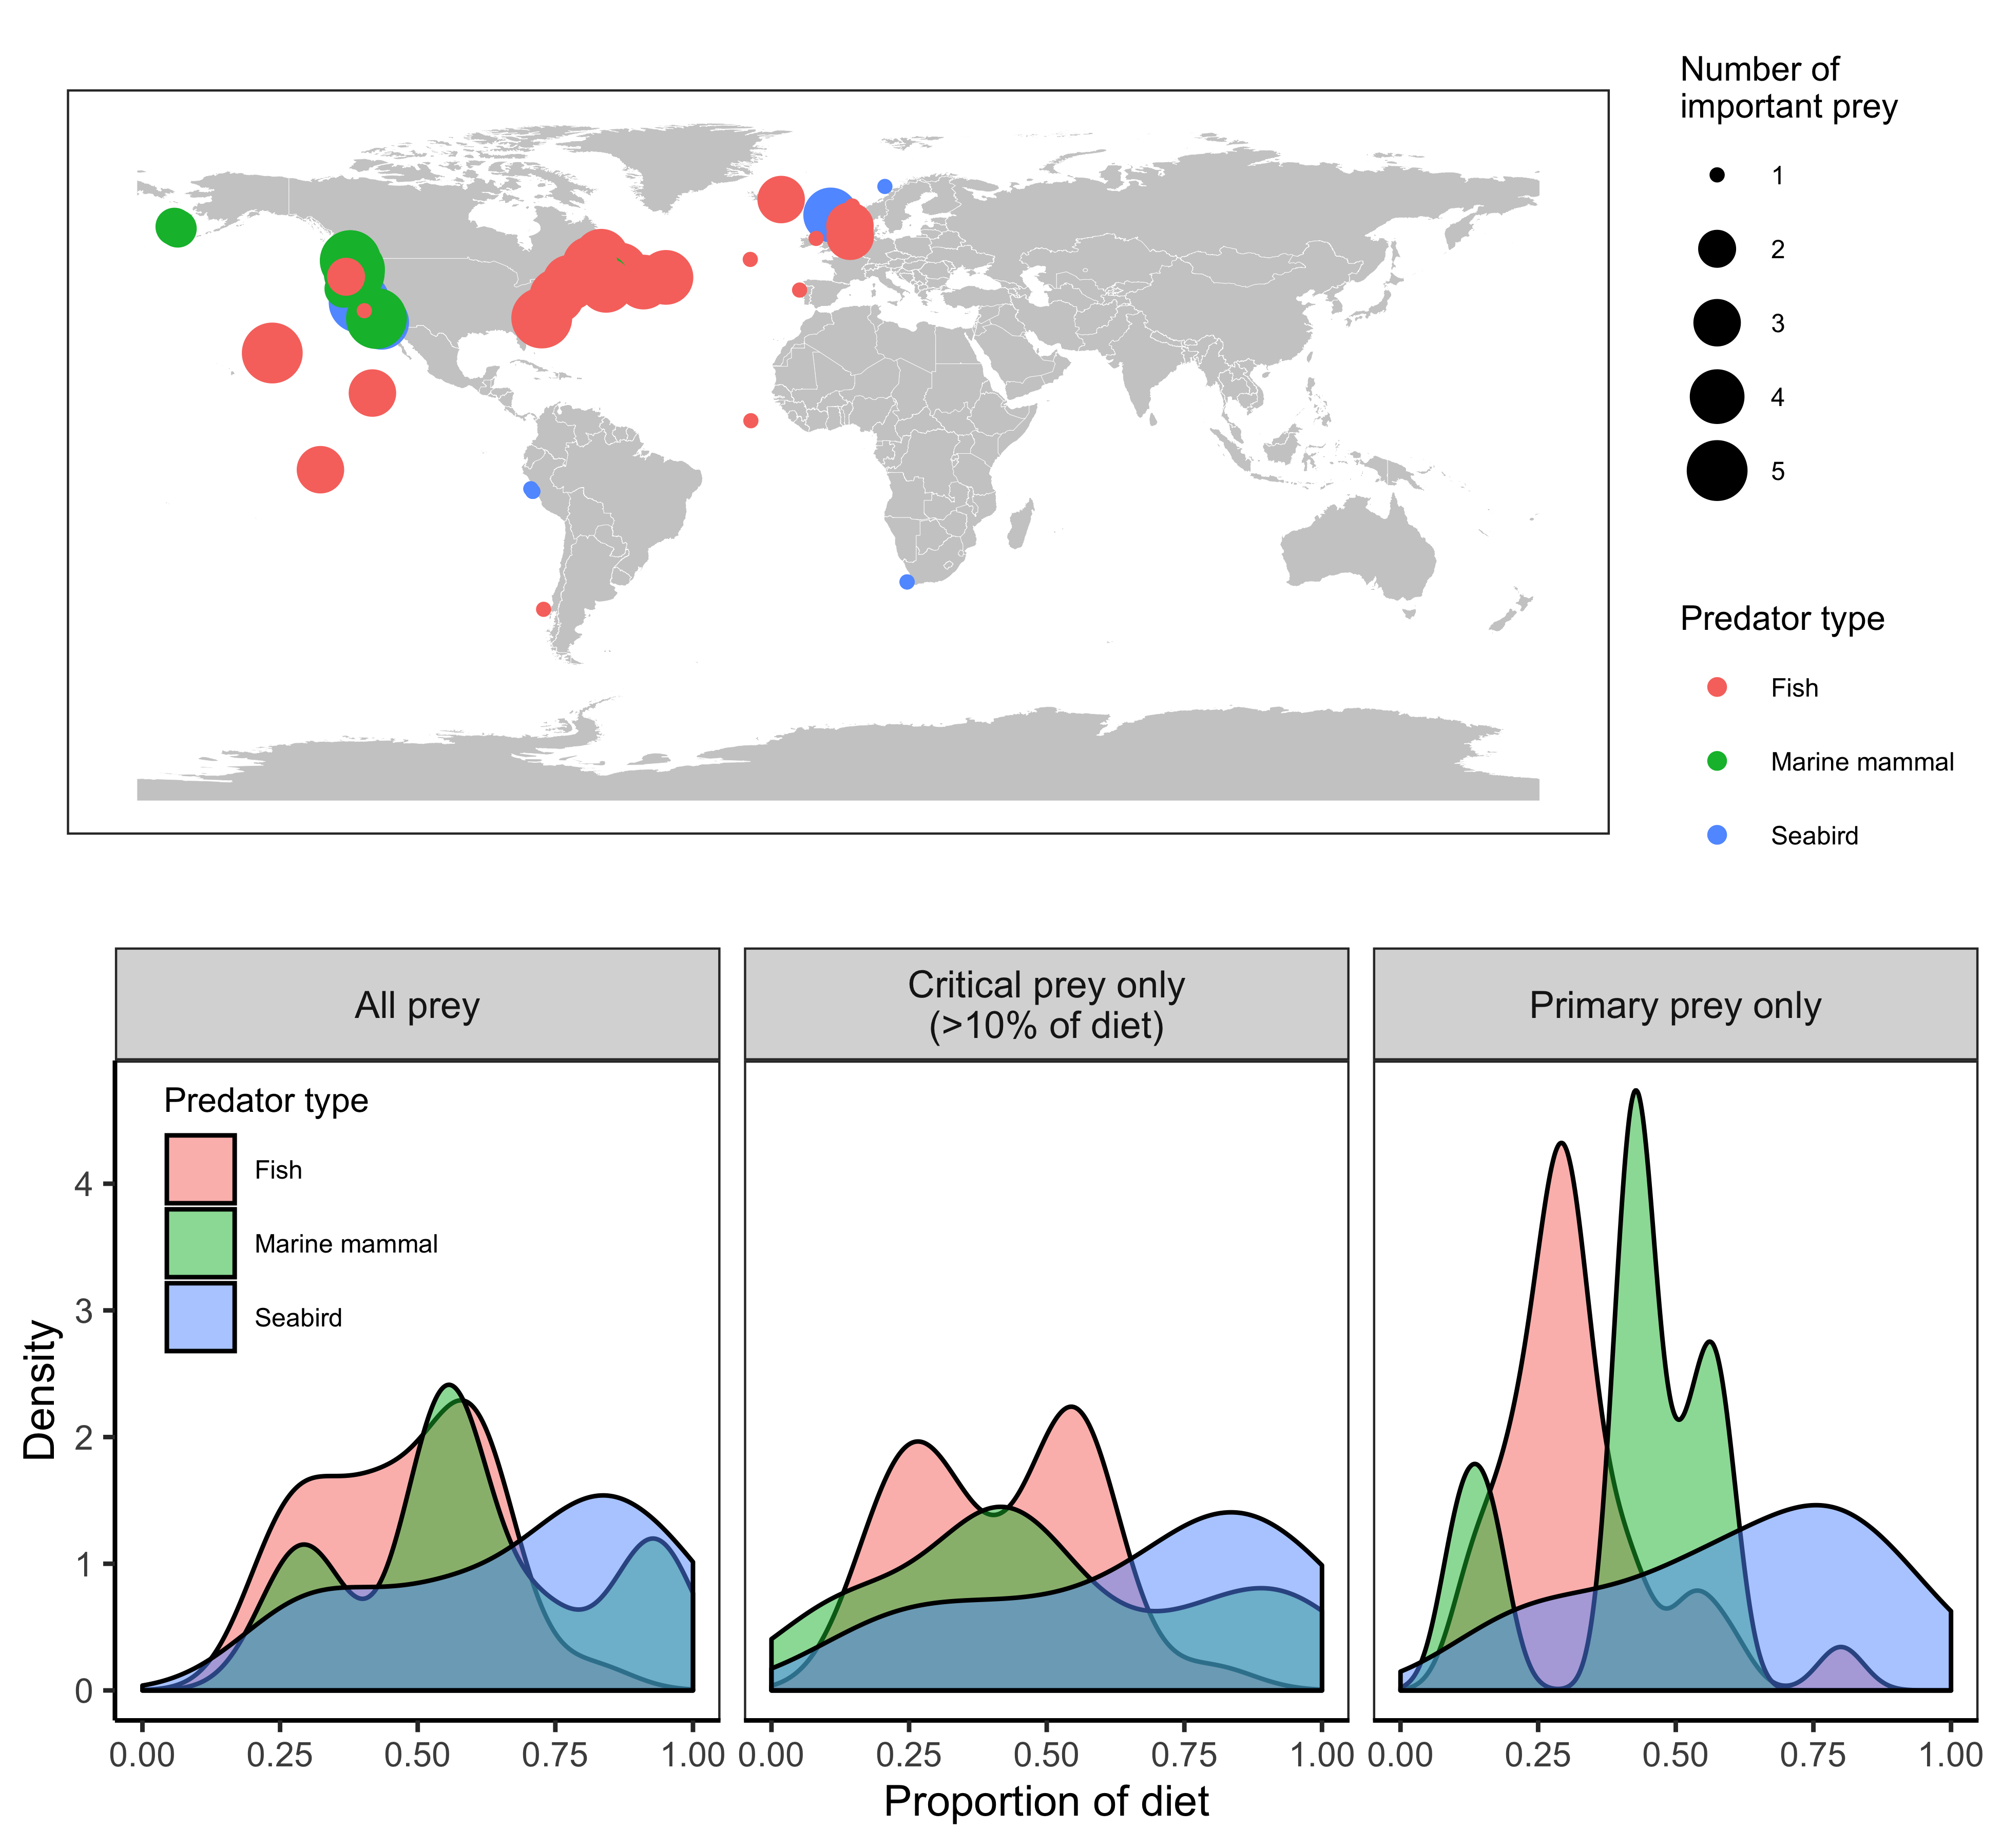 Number of
important prey
1
2
3
4
5
Predator type
Fish
Marine mammal
Seabird
All prey
Critical prey only
(>10% of diet)
Primary prey only
Predator type
Fish
Marine mammal
Seabird
Density
4
3
2
1
0
0.00 0.25 0.50 0.75 1.00
0.00 0.25 0.50 0.75 1.00
0.00 0.25 0.50 0.75 1.00
Proportion of diet